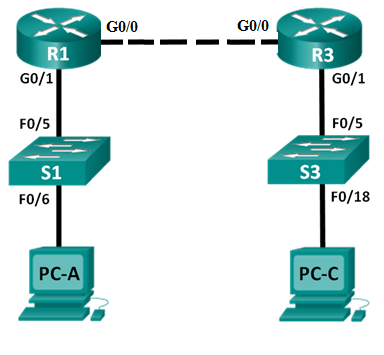 G0/0
G0/0
R1
R3
G0/1
G0/1
F0/5
F0/5
S1
S3
F0/6
F0/18
PC-A
PC-C